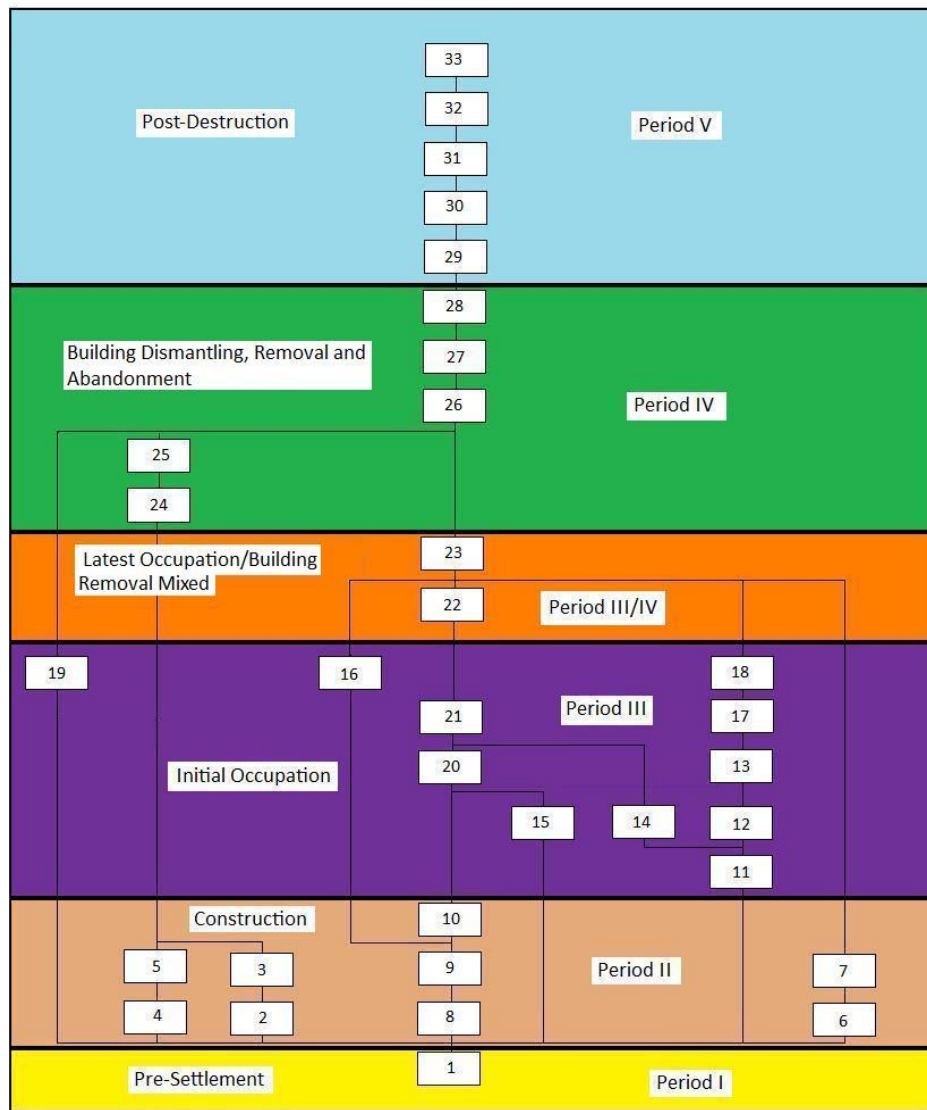 33
32
Post-Destruction
Period V
31
30
29
28
Building Dismantling, Removal and
Abandonment
27
26
Period IV
25
24
23
Latest Occupation/Building
Removal Mixed
22
Period III/IV
19
16
18
21
Period III
17
20
13
Initial Occupation
15
14
12
11
Construction
10
5
3
9
Period II
7
4
2
8
6
1
Pre-Settlement
Period I